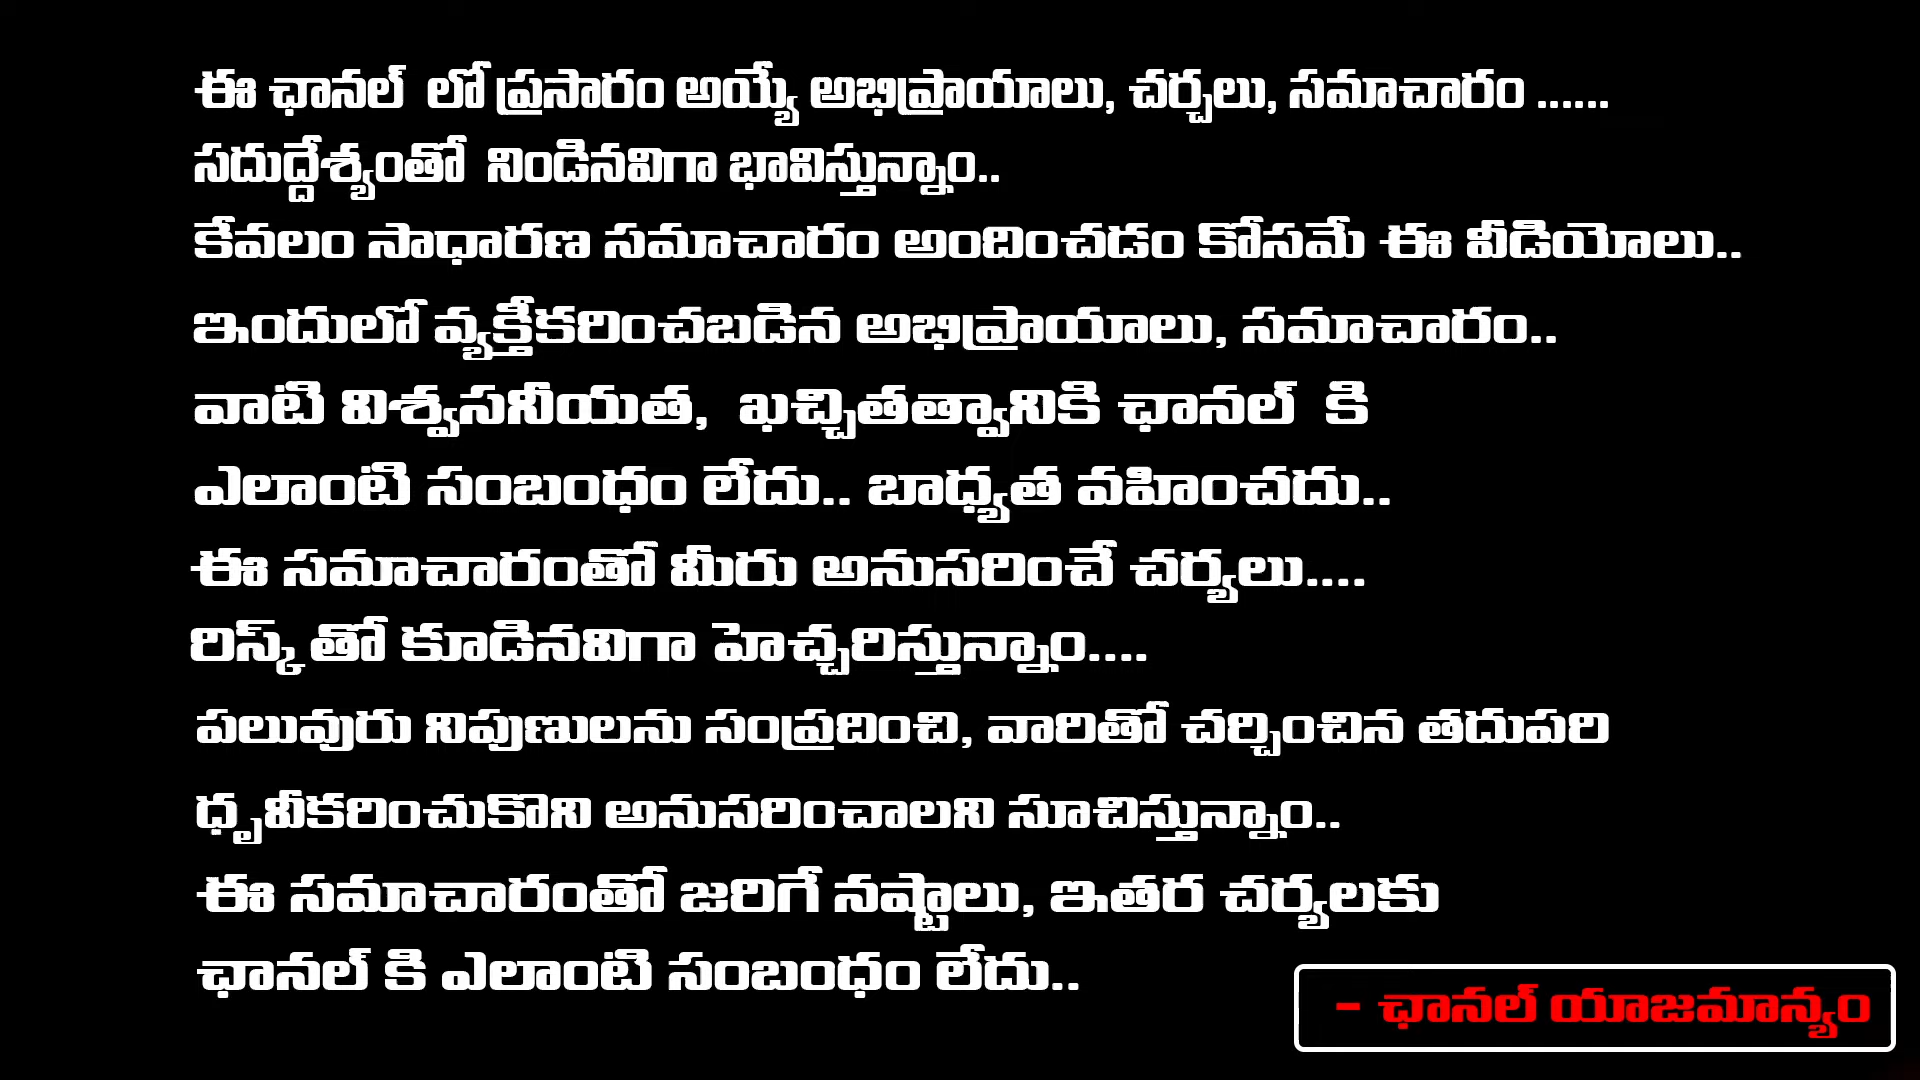 ఈ ఛానల్ లో ప్రసారం అయ్యే అభిప్రాయాలు, చర్చలు, సమాచారం ......
సదుద్దేశ్యంతో నిండినవిగా భావిస్తున్నాం..
కేవలం సాధారణ సమాచారం అందించడం కోసమే ఈ వీడియోలు..
ఇందులో వ్యక్తీకరించబడిన అభిప్రాయాలు, సమాచారం..
వాటి విశ్వసనీయత, ఖచ్చితత్వానికి ఛానల్ కి
ఎలాంటి సంబంధం లేదు.. బాధ్యత వహించదు..
ఈ సమాచారంతో మీరు అనుసరించే చర్యలు....
రిస్క్ తో కూడినవిగా హెచ్చరిస్తున్నాం....
పలువురు నిపుణులను సంప్రదించి, వారితో చర్చించిన తదుపరి
ధృవీకరించుకొని అనుసరించాలని సూచిస్తున్నాం..
ఈ సమాచారంతో జరిగే నష్టాలు, ఇతర చర్యలకు
ఛానల్ కి ఎలాంటి సంబంధం లేదు..
- ఛానల్ యాజమాన్యం